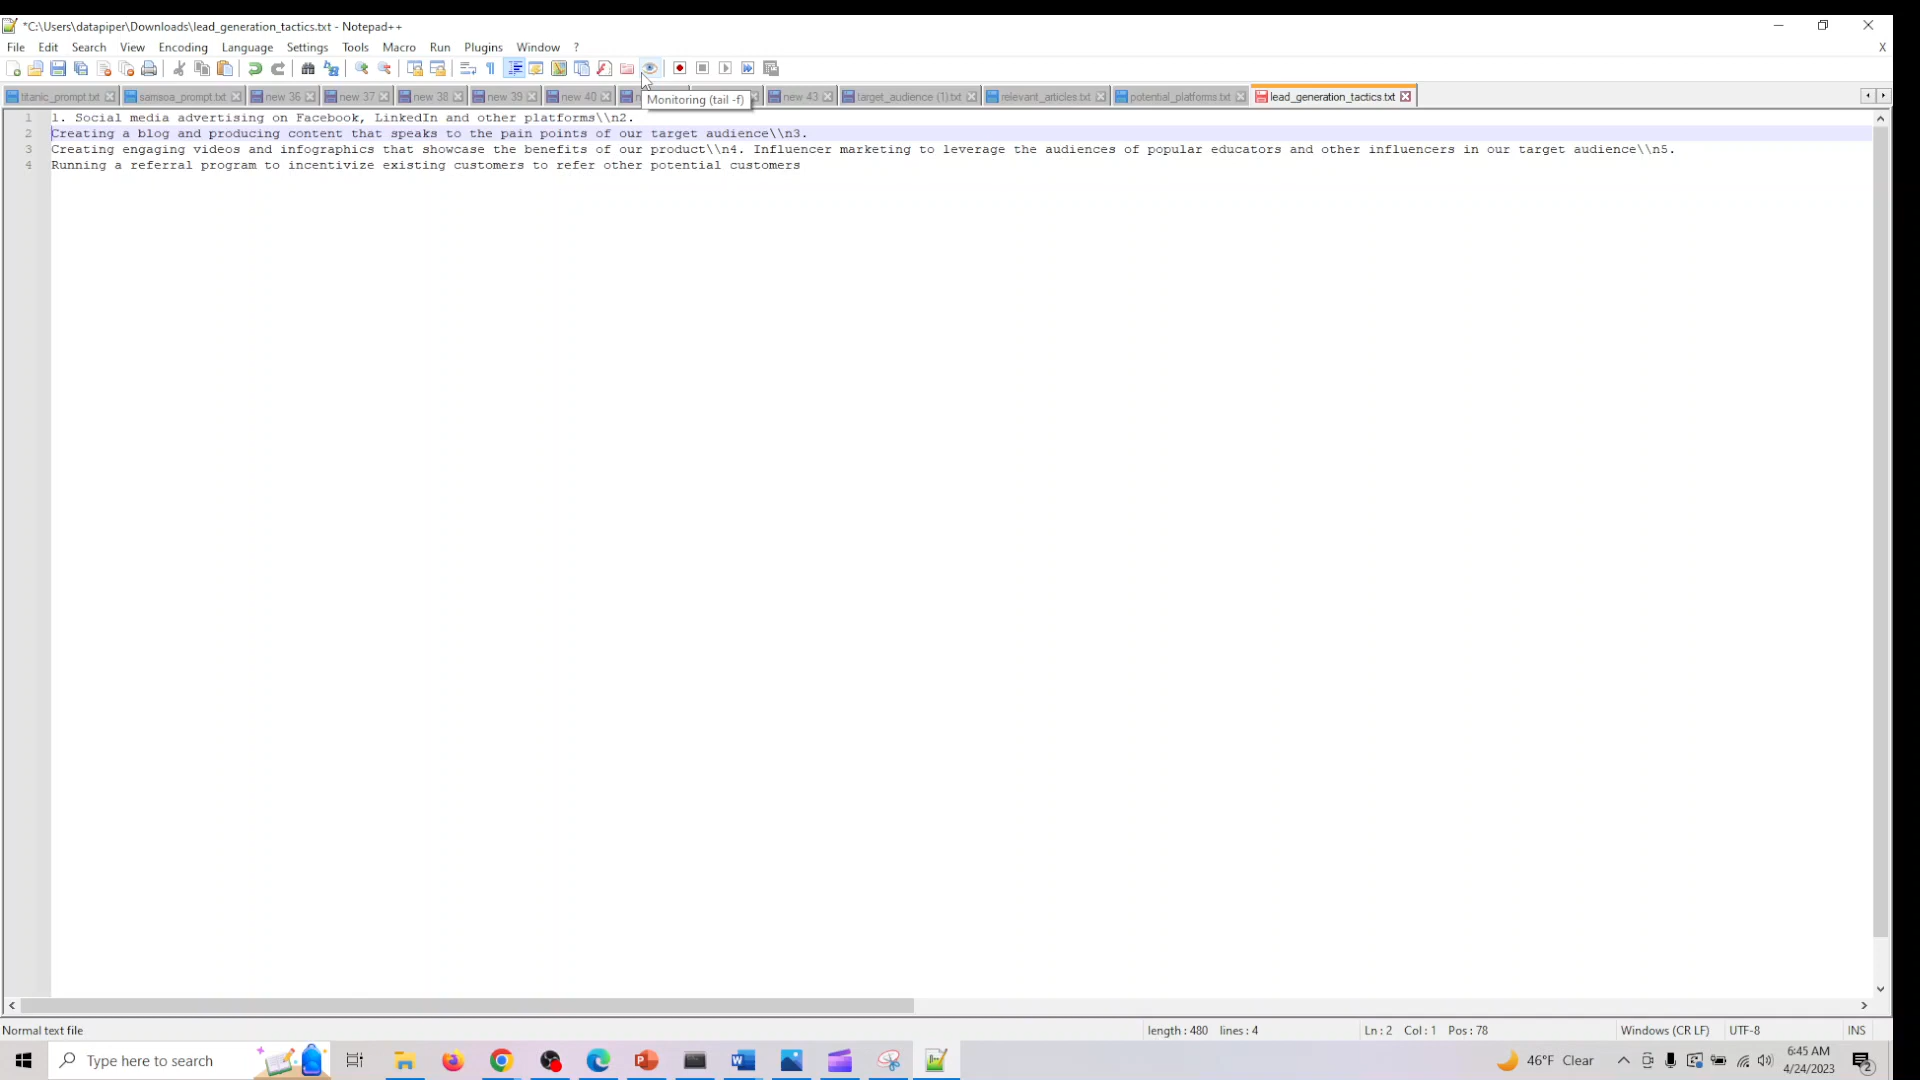 *C:\Users\datapiper\Downloads\lead_generation_tactics.txt - Notepad++
File Edit Search View Encoding Language Settings Tools Macro Run Plugins Window ? X
titanic_prompt.txt samsoa_prompt.txt new 36 new 37 new 38 new 39 new 40 new 43 target_audience (1).txt relevant_articles.txt potential_platforms.txt lead_generation_tactics.txt
Monitoring (tail -f)
1 1. Social media advertising on Facebook, LinkedIn and other platforms\\n2.
2 Creating a blog and producing content that speaks to the pain points of our target audience\\n3.
3 Creating engaging videos and infographics that showcase the benefits of our product\\n4. Influencer marketing to leverage the audiences of popular educators and other influencers in our target audience\\n5.
4 Running a referral program to incentivize existing customers to refer other potential customers
Normal text file length : 480 lines : 4 Ln : 2 Col : 1 Pos : 78 Windows (CR LF) UTF-8 INS
Type here to search 46°F Clear 6:45 AM
4/24/2023 2